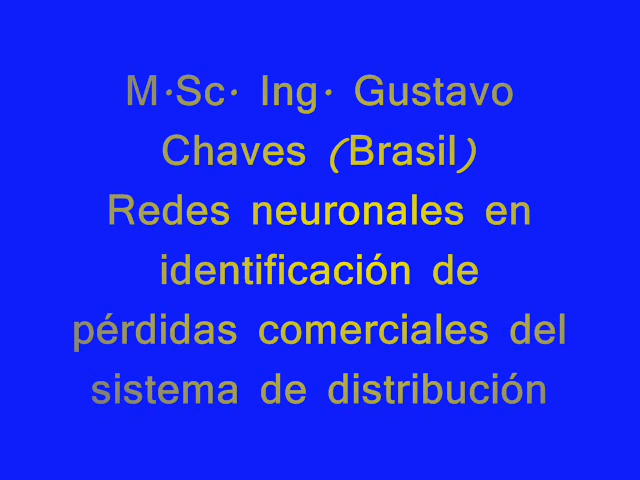 M·Sc· Ing· Gustavo
Chaves (Brasil)
Redes neuronales en
identificación de
pérdidas comerciales del
sistema de distribución